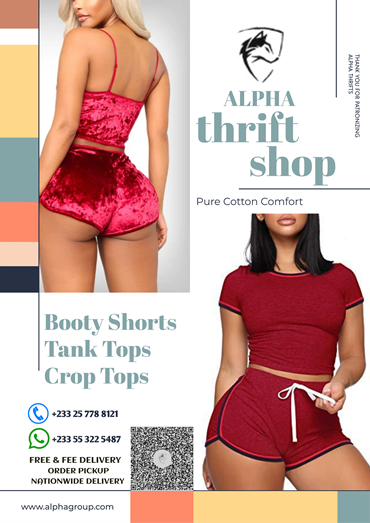 ALPHA
thrift
shop
THANK YOU FOR PATRONIZING
ALPHA THRIFTS
Pure Cotton Comfort
Booty Shorts
Tank Tops
Crop Tops
+233 25 778 8121
+233 55 322 5487
FREE & FEE DELIVERY
ORDER PICKUP
NATIONWIDE DELIVERY
www.alphagroup.com